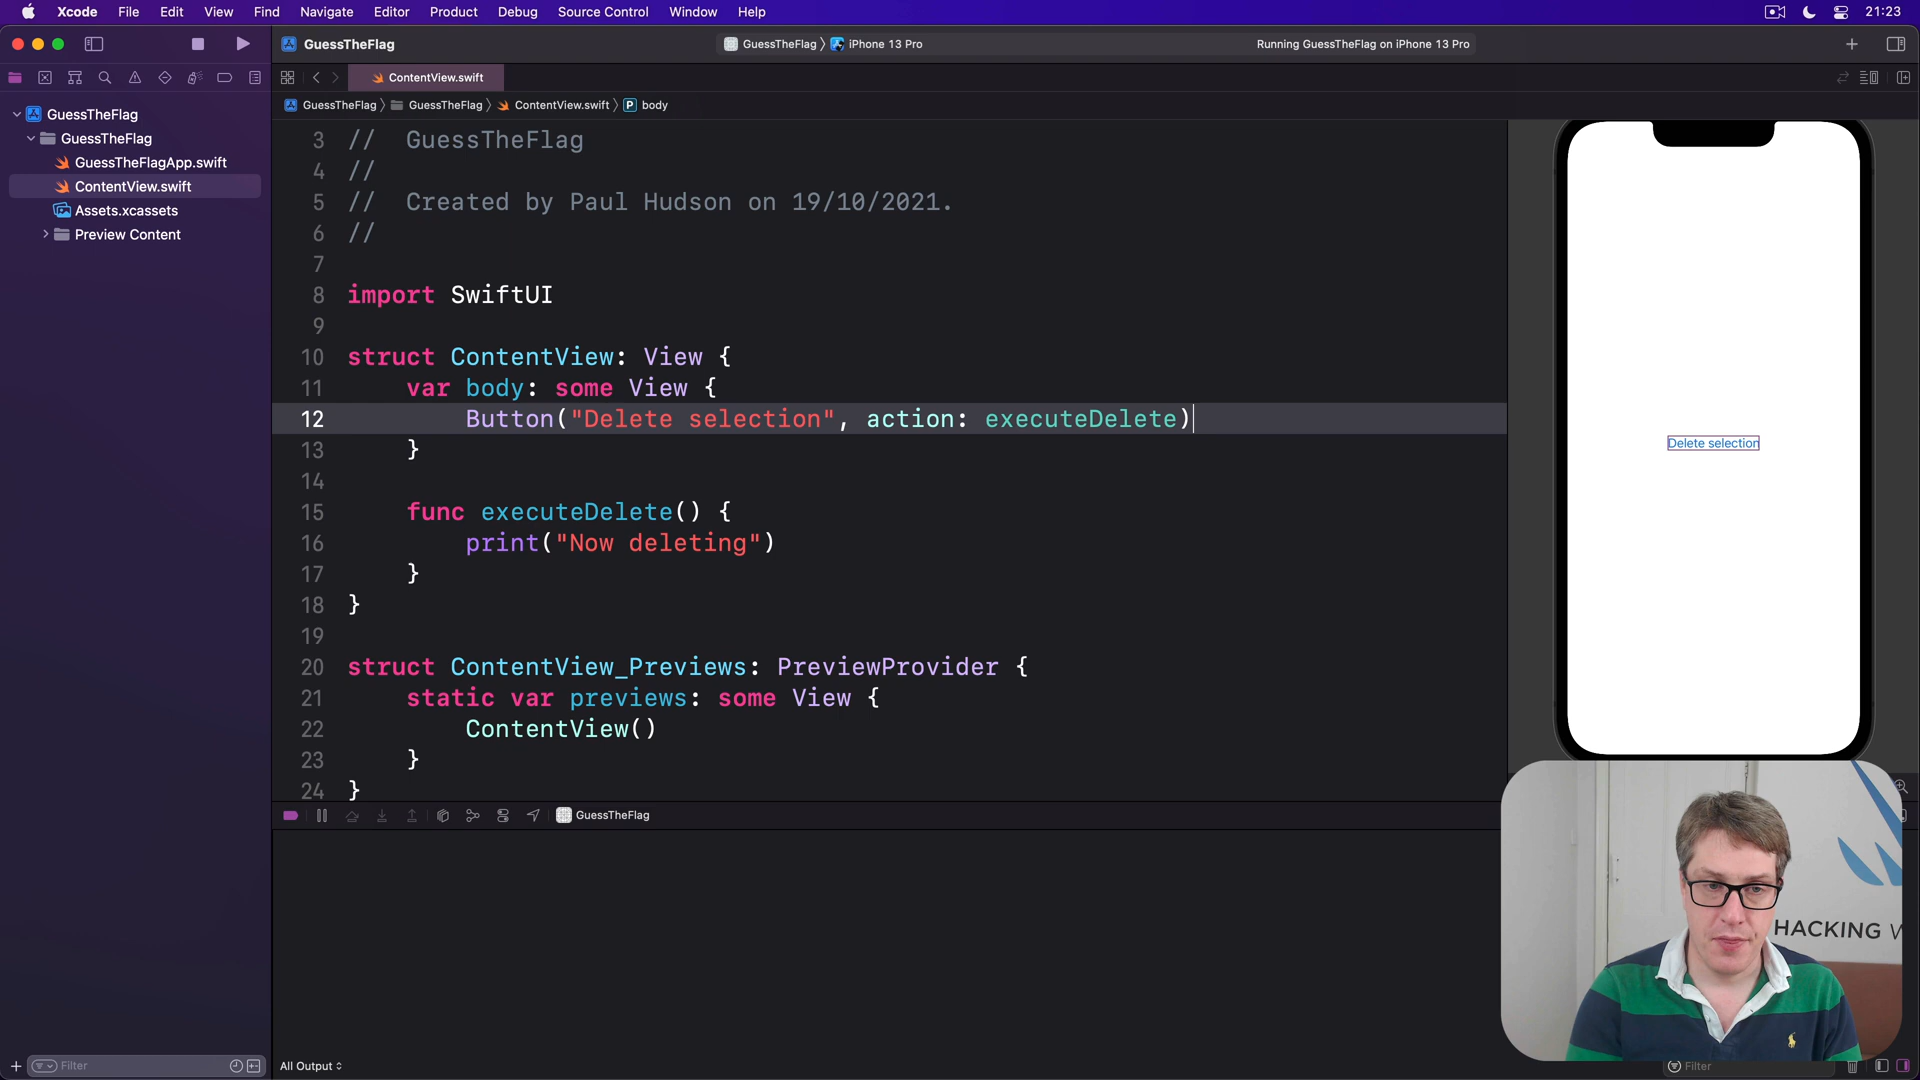 Xcode File Edit View Find Navigate Editor Product Debug Source Control Window Help 21:23
GuessTheFlag
GuessTheFlag 〉 iPhone 13 Pro
Running GuessTheFlag on iPhone 13 Pro
ContentView.swift
GuessTheFlag 〉 GuessTheFlag 〉 ContentView.swift 〉 P body
GuessTheFlag
GuessTheFlag
GuessTheFlagApp.swift
ContentView.swift
Assets.xcassets
Preview Content
3 //  GuessTheFlag
4 //
5 //  Created by Paul Hudson on 19/10/2021.
6 //
7
8 import SwiftUI
9
10 struct ContentView: View {
11     var body: some View {
12         Button("Delete selection", action: executeDelete)
13     }
14
15     func executeDelete() {
16         print("Now deleting")
17     }
18 }
19
20 struct ContentView_Previews: PreviewProvider {
21     static var previews: some View {
22         ContentView()
23     }
24 }
Delete selection
GuessTheFlag
HACKING W
Filter
All Output
Filter